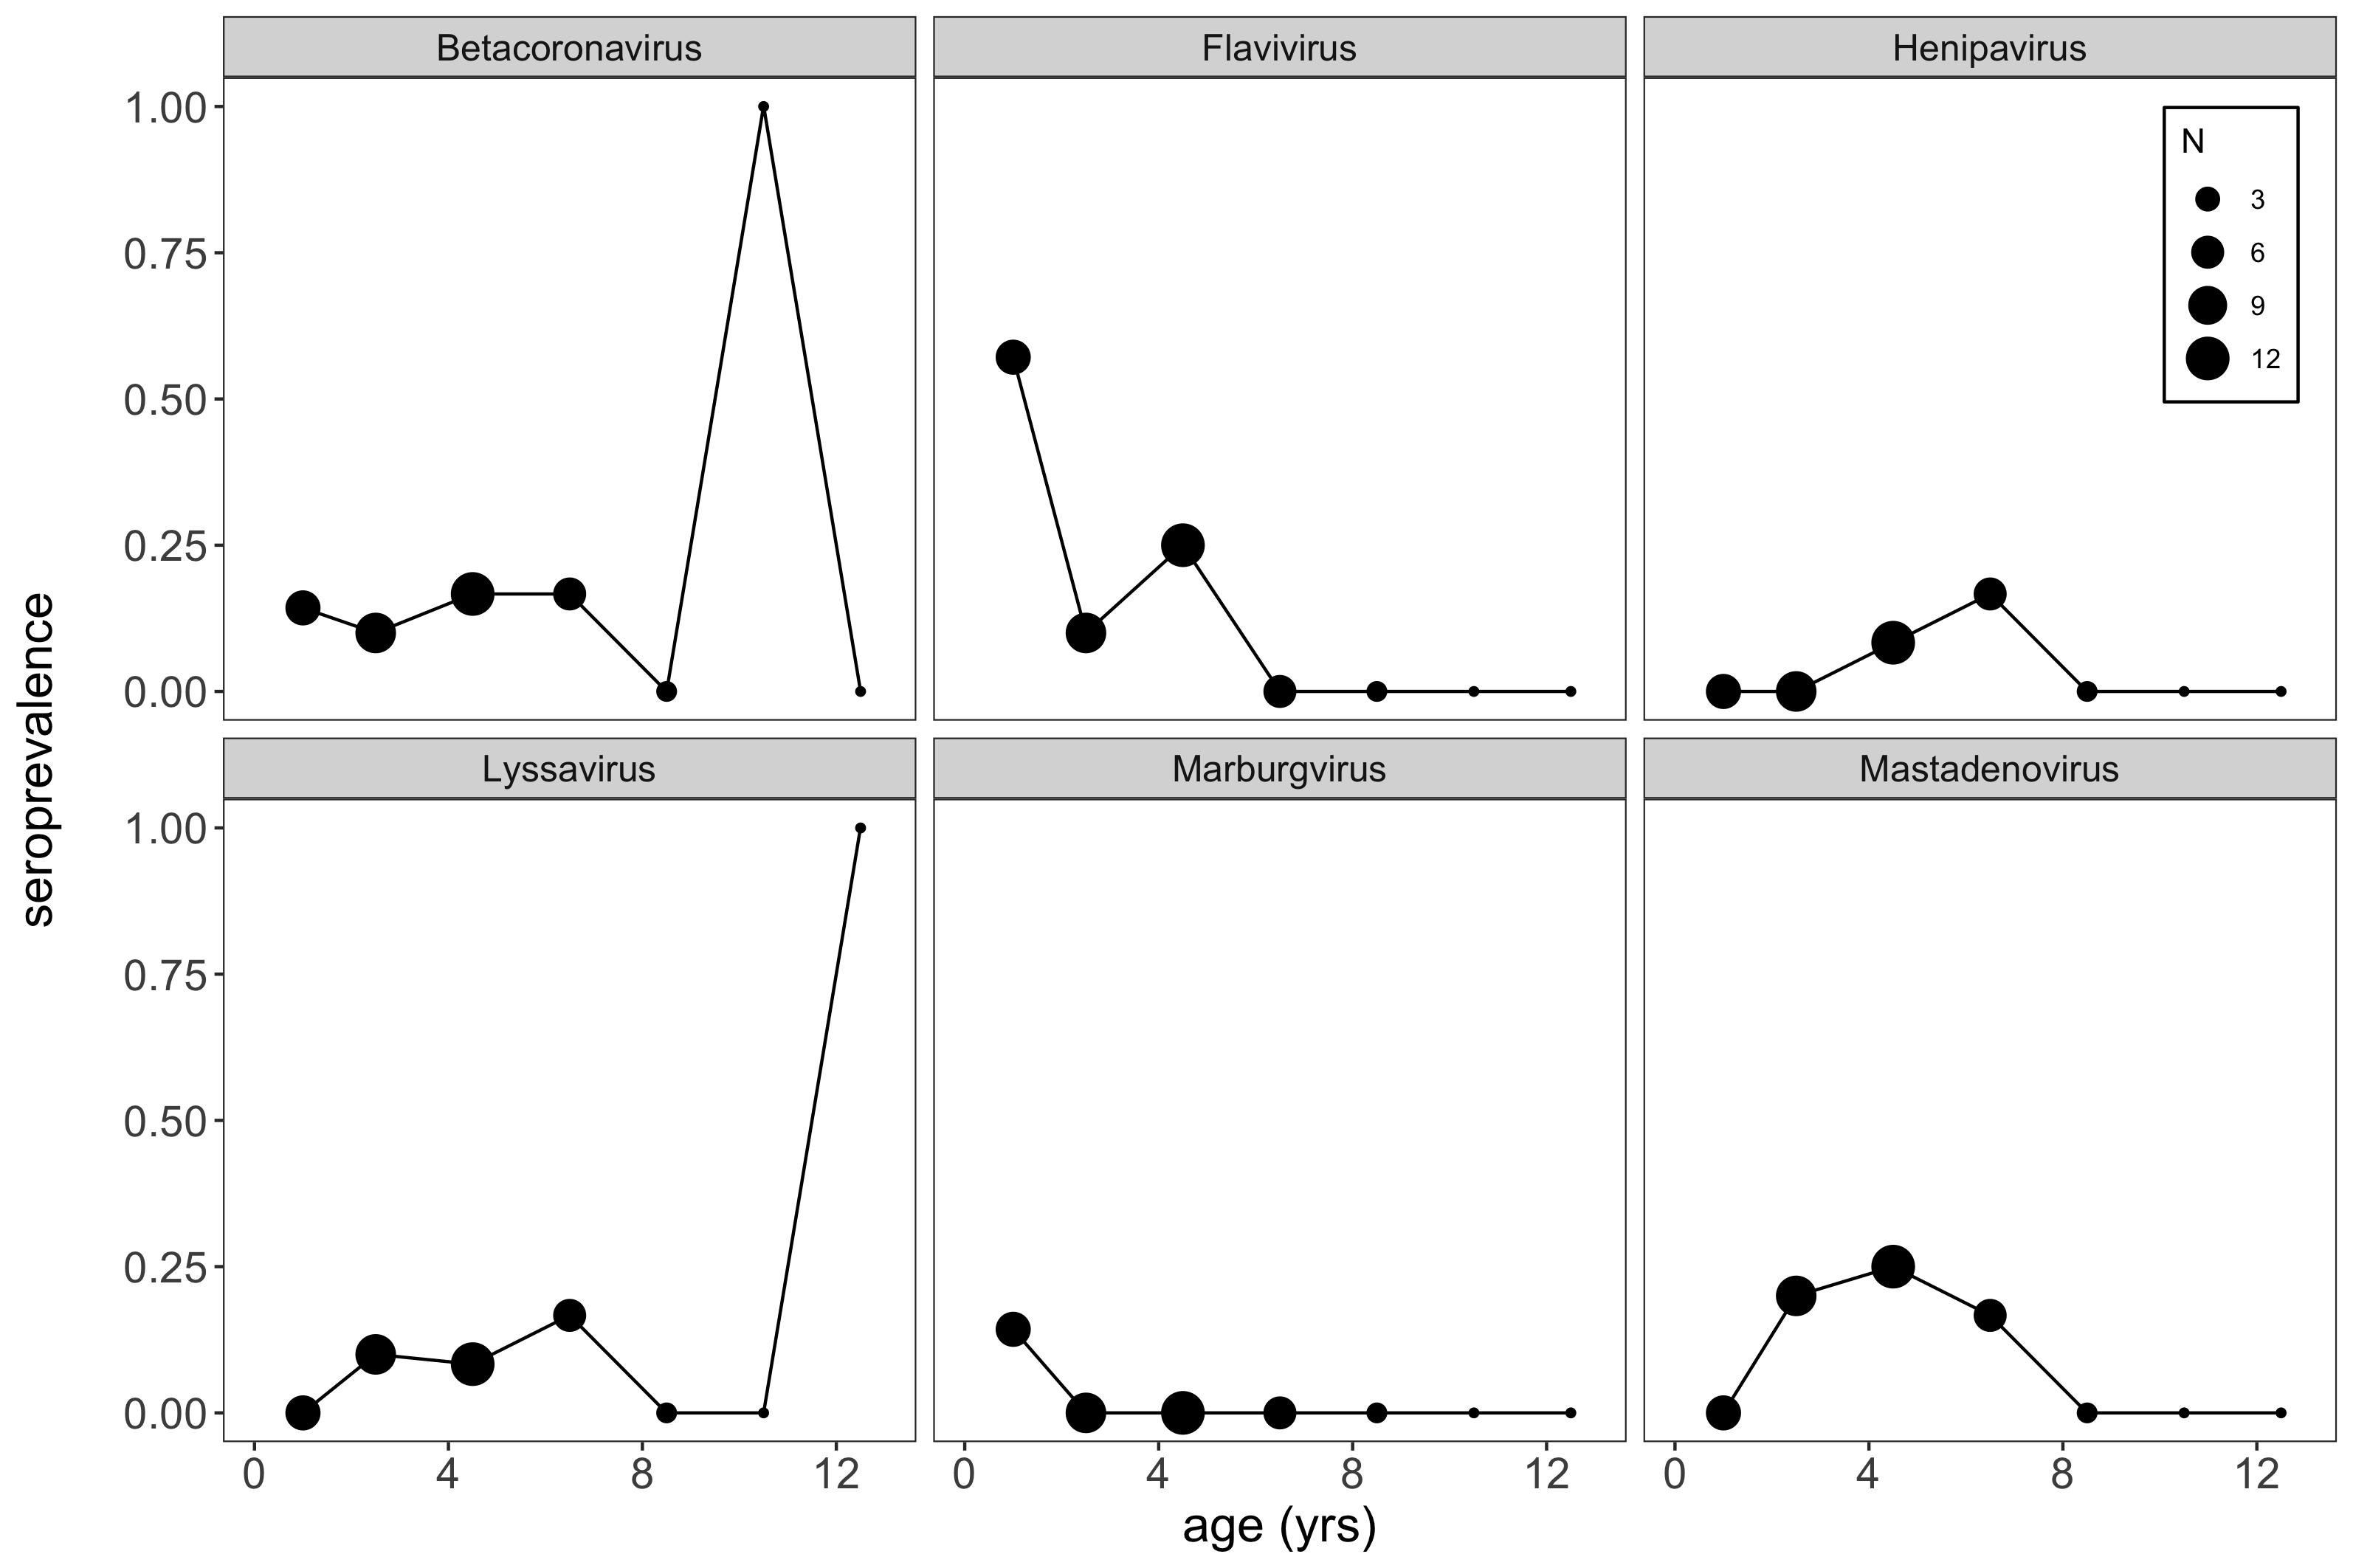 Betacoronavirus
Flavivirus
Henipavirus
1.00
0.75
0.50
0.25
0.00
N
3
6
9
12
Lyssavirus
Marburgvirus
Mastadenovirus
1.00
0.75
0.50
0.25
0.00
0 4 8 12
0 4 8 12
0 4 8 12
age (yrs)
seroprevalence